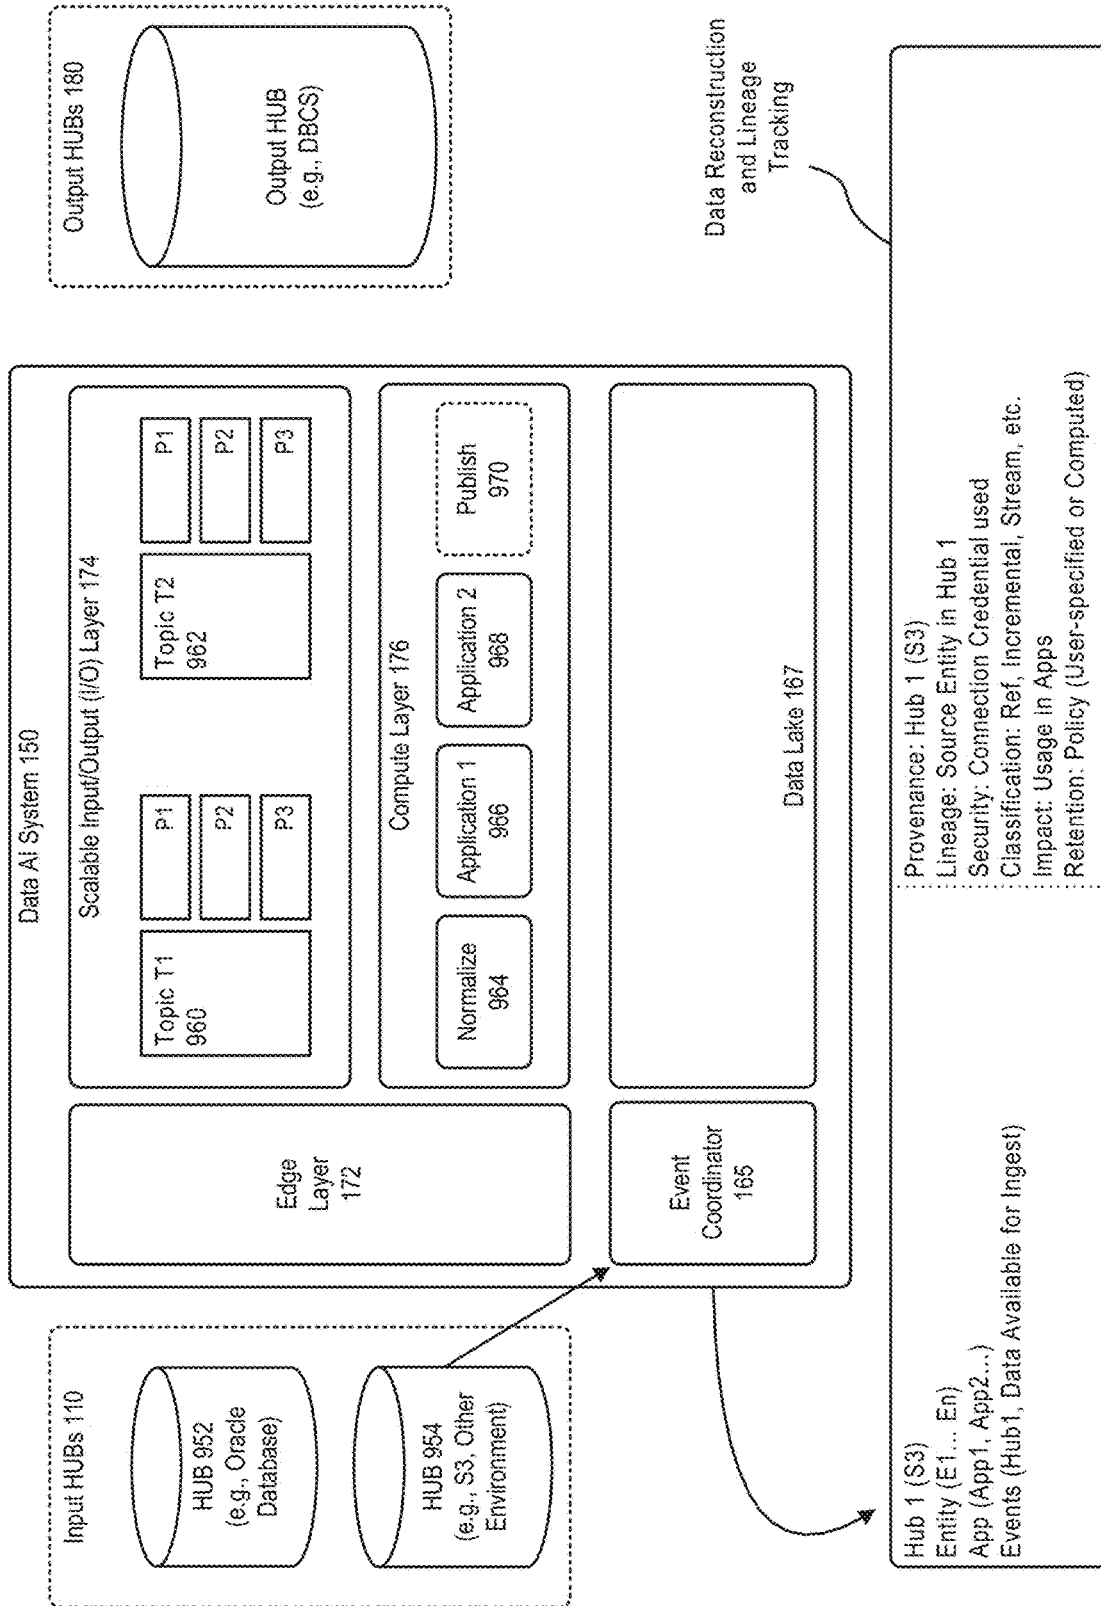 Input HUBs 110
HUB 952
(e.g., Oracle
Database)
HUB 954
(e.g., S3, Other
Environment)
Data AI System 150
Edge
Layer
172
Scalable Input/Output (I/O) Layer 174
Topic T1
960
P1
P2
P3
Topic T2
962
P1
P2
P3
Compute Layer 176
Normalize
964
Application 1
966
Application 2
968
Publish
970
Event
Coordinator
165
Data Lake 167
Output HUBs 180
Output HUB
(e.g., DBCS)
Data Reconstruction
and Lineage
Tracking
Hub 1 (S3)
Entity (E1... En)
App (App1, App2...)
Events (Hub1, Data Available for Ingest)
Provenance: Hub 1 (S3)
Lineage: Source Entity in Hub 1
Security: Connection Credential used
Classification: Ref, Incremental, Stream, etc.
Impact: Usage in Apps
Retention: Policy (User-specified or Computed)